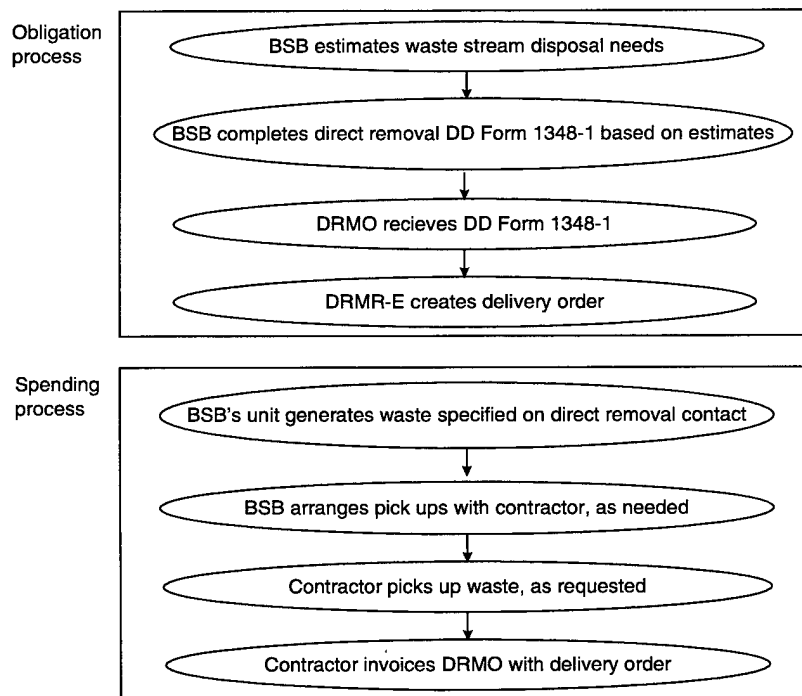 Obligation
process
BSB estimates waste stream disposal needs
BSB completes direct removal DD Form 1348-1 based on estimates
DRMO recieves DD Form 1348-1
DRMR-E creates delivery order
Spending
process
BSB's unit generates waste specified on direct removal contact
BSB arranges pick ups with contractor, as needed
Contractor picks up waste, as requested
Contractor invoices DRMO with delivery order